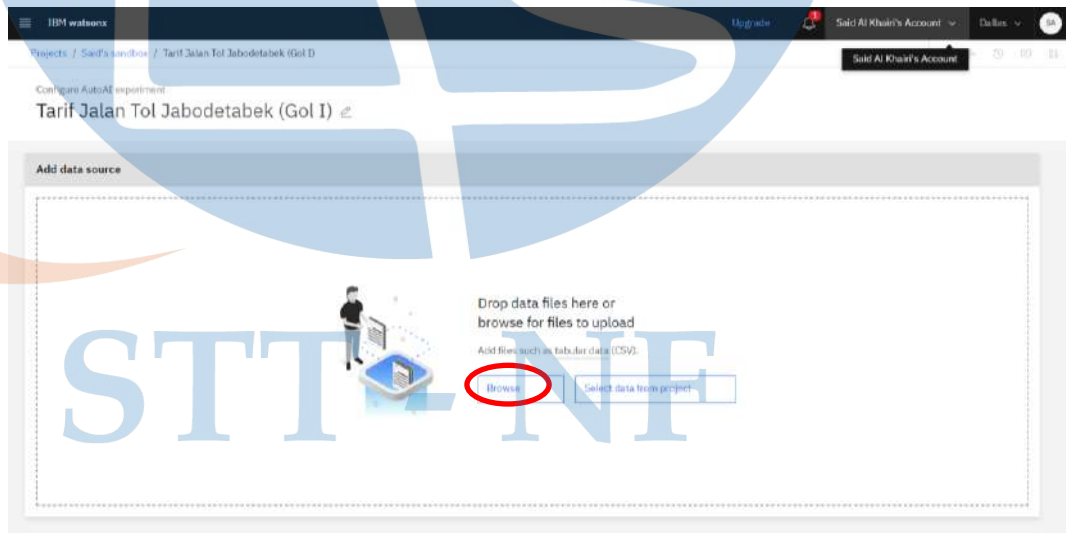 IBM watsonx
Upgrade
1
Said Al Khairi's Account
Dallas
SA
Projects / Said's sandbox / Tarif Jalan Tol Jabodetabek (Gol I)
Said Al Khairi's Account
Configure AutoAI experiment
Tarif Jalan Tol Jabodetabek (Gol I)
Add data source
Drop data files here or
browse for files to upload
Add files such as tabular data (CSV).
Browse
Select data from project
STT - NF